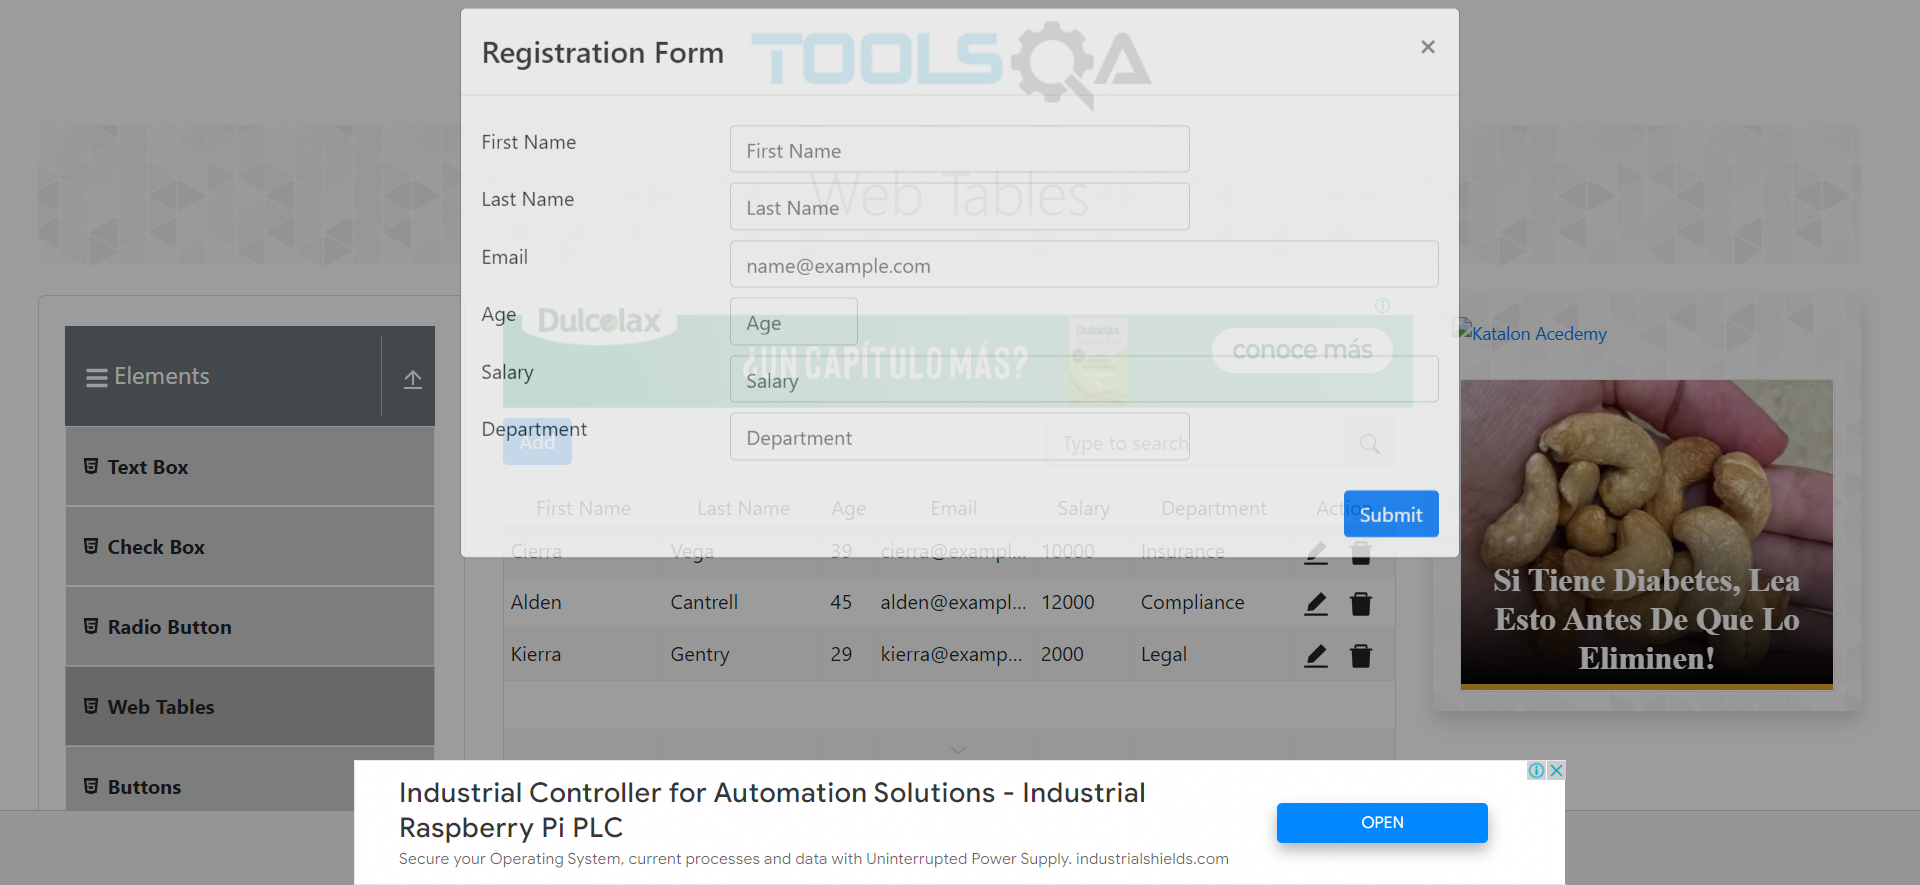 TOOLSQA
Registration Form
×
Web Tables
First Name
First Name
Last Name
Last Name
Email
name@example.com
Age
Age
Salary
Salary
Department
Department
Submit
Dulcolax
¿UN CAPÍTULO MÁS?
Dulcolax
conoce más
Add
Type to search
First Name Last Name Age Email Salary Department Action
Cierra Vega 39 cierra@exampl... 10000 Insurance
Alden Cantrell 45 alden@exampl... 12000 Compliance
Kierra Gentry 29 kierra@examp... 2000 Legal
Elements
Text Box
Check Box
Radio Button
Web Tables
Buttons
Katalon Acedemy
Si Tiene Diabetes, Lea
Esto Antes De Que Lo
Eliminen!
Industrial Controller for Automation Solutions - Industrial
Raspberry Pi PLC
Secure your Operating System, current processes and data with Uninterrupted Power Supply. industrialshields.com
OPEN